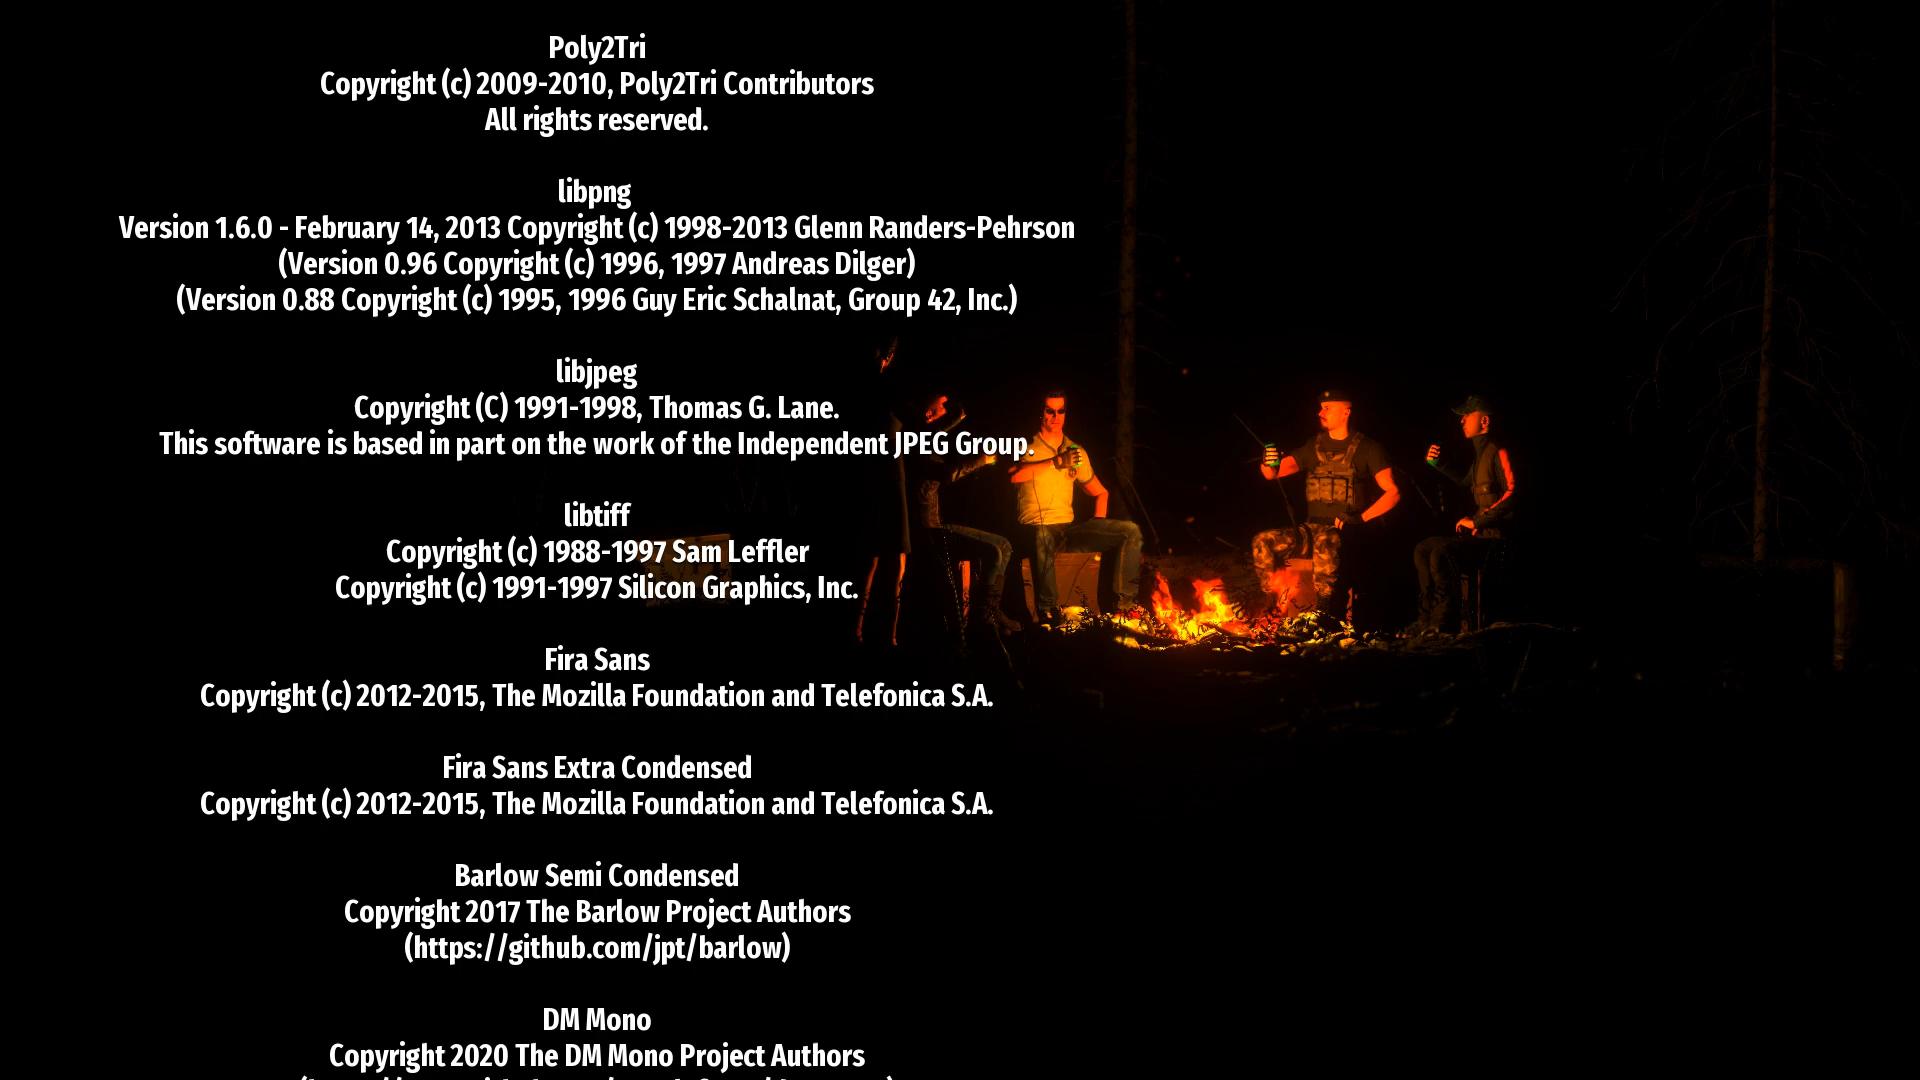 Poly2Tri
Copyright (c) 2009-2010, Poly2Tri Contributors
All rights reserved.
libpng
Version 1.6.0 - February 14, 2013 Copyright (c) 1998-2013 Glenn Randers-Pehrson
(Version 0.96 Copyright (c) 1996, 1997 Andreas Dilger)
(Version 0.88 Copyright (c) 1995, 1996 Guy Eric Schalnat, Group 42, Inc.)
libjpeg
Copyright (C) 1991-1998, Thomas G. Lane.
This software is based in part on the work of the Independent JPEG Group.
libtiff
Copyright (c) 1988-1997 Sam Leffler
Copyright (c) 1991-1997 Silicon Graphics, Inc.
Fira Sans
Copyright (c) 2012-2015, The Mozilla Foundation and Telefonica S.A.
Fira Sans Extra Condensed
Copyright (c) 2012-2015, The Mozilla Foundation and Telefonica S.A.
Barlow Semi Condensed
Copyright 2017 The Barlow Project Authors
(https://github.com/jpt/barlow)
DM Mono
Copyright 2020 The DM Mono Project Authors